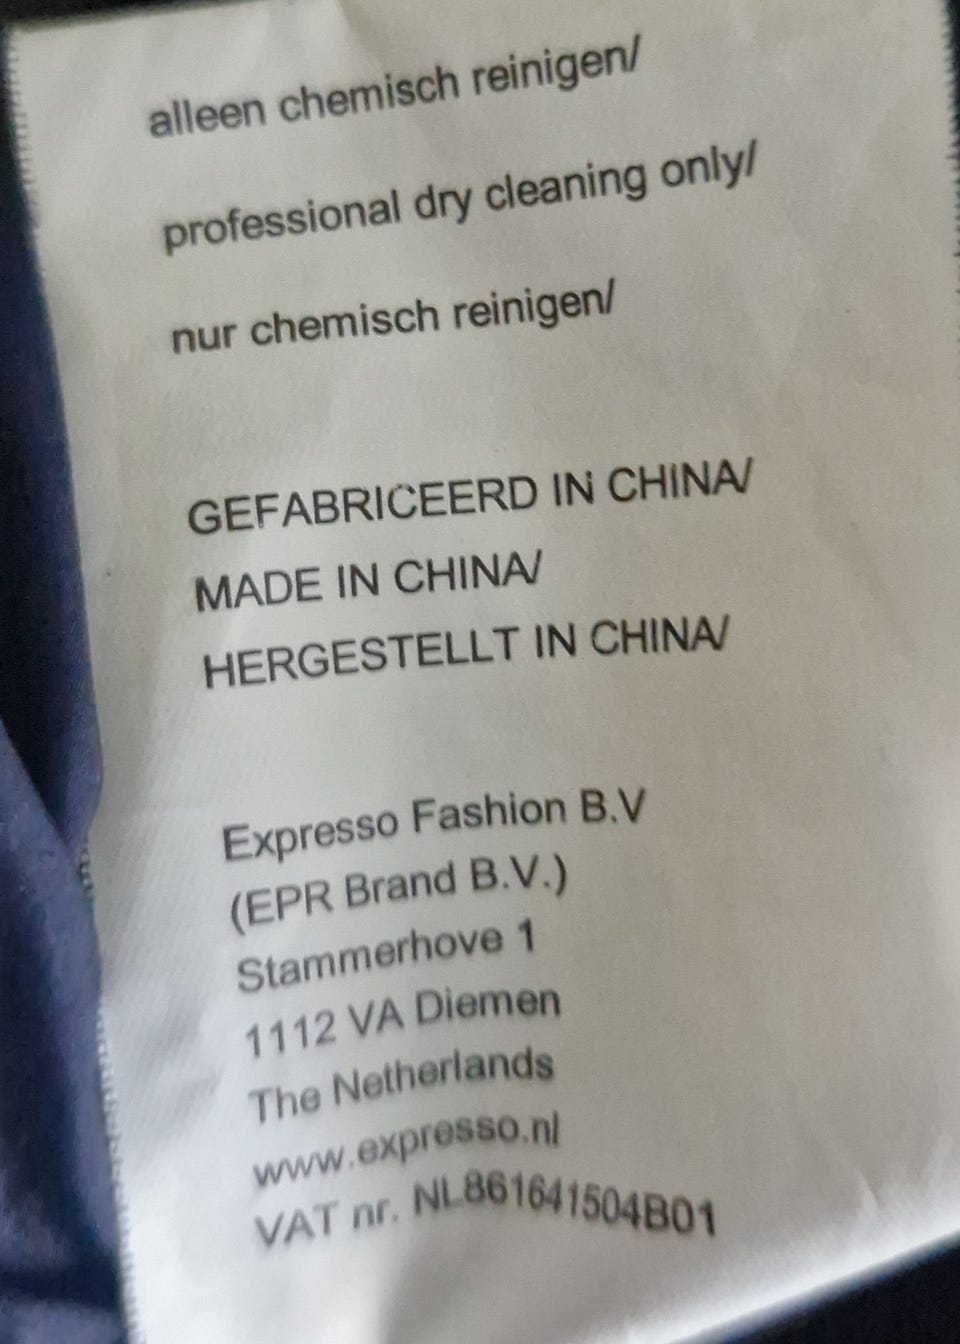 alleen chemisch reinigen/
professional dry cleaning only/
nur chemisch reinigen/
GEFABRICEERD IN CHINA/
MADE IN CHINA/
HERGESTELLT IN CHINA/
Expresso Fashion B.V
(EPR Brand B.V.)
Stammerhove 1
1112 VA Diemen
The Netherlands
www.expresso.nl
VAT nr. NL861641504B01